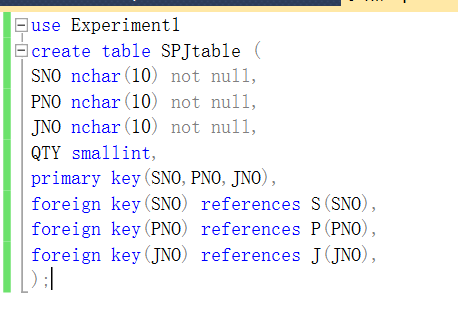 use Experiment1
create table SPJtable (
SNO nchar(10) not null,
PNO nchar(10) not null,
JNO nchar(10) not null,
QTY smallint,
primary key(SNO,PNO,JNO),
foreign key(SNO) references S(SNO),
foreign key(PNO) references P(PNO),
foreign key(JNO) references J(JNO),
);